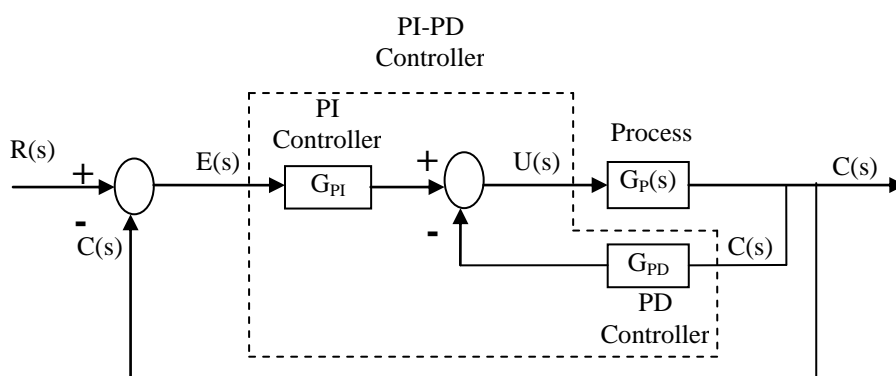 PI-PD
Controller
PI
Controller
Process
R(s)
+
E(s)
G_PI
+
U(s)
G_P(s)
C(s)
-
C(s)
-
G_PD
C(s)
PD
Controller